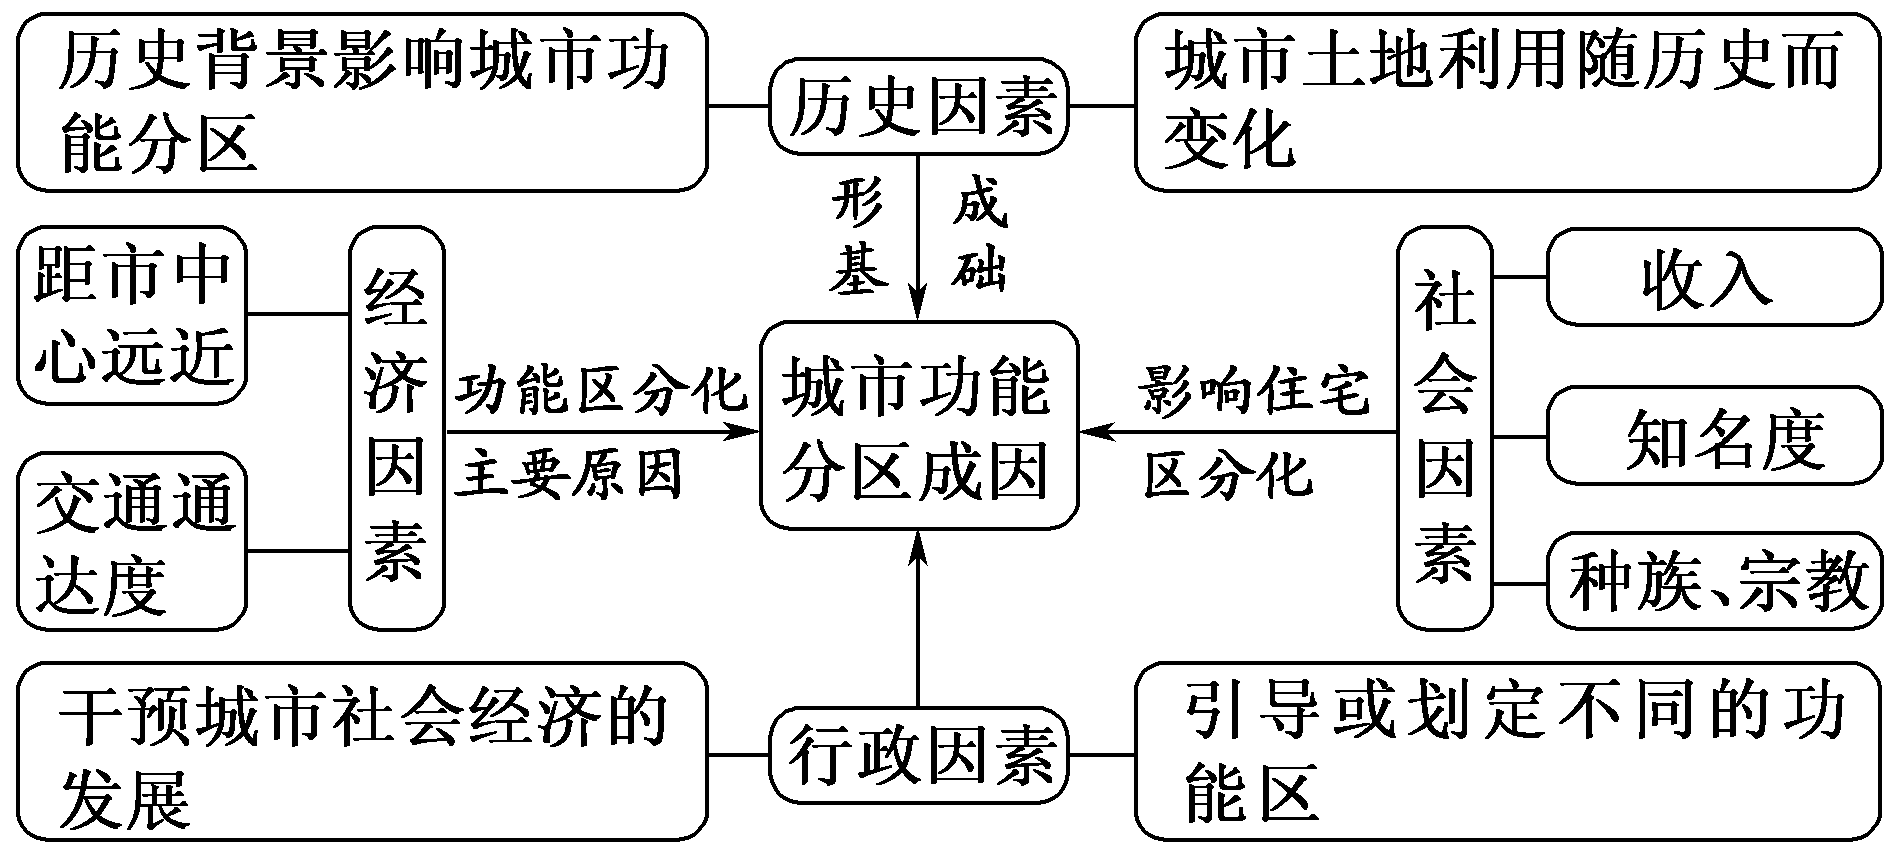 历史背景影响城市功
能分区
历史因素
城市土地利用随历史而
变化
形成
基础
距市中
心远近
交通通
达度
经济因素
功能区分化
主要原因
城市功能
分区成因
影响住宅
区分化
社会因素
收入
知名度
种族、宗教
干预城市社会经济的
发展
行政因素
引导或划定不同的功
能区